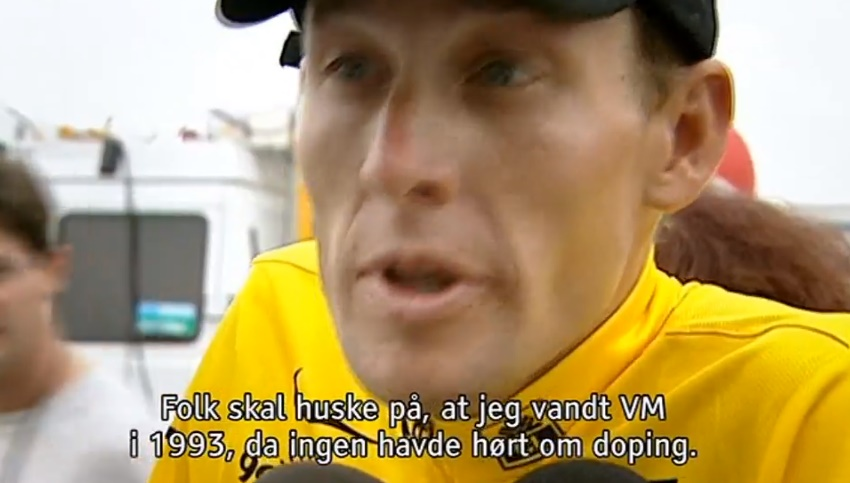 Folk skal huske på, at jeg vandt VM
i 1993, da ingen havde hørt om doping.